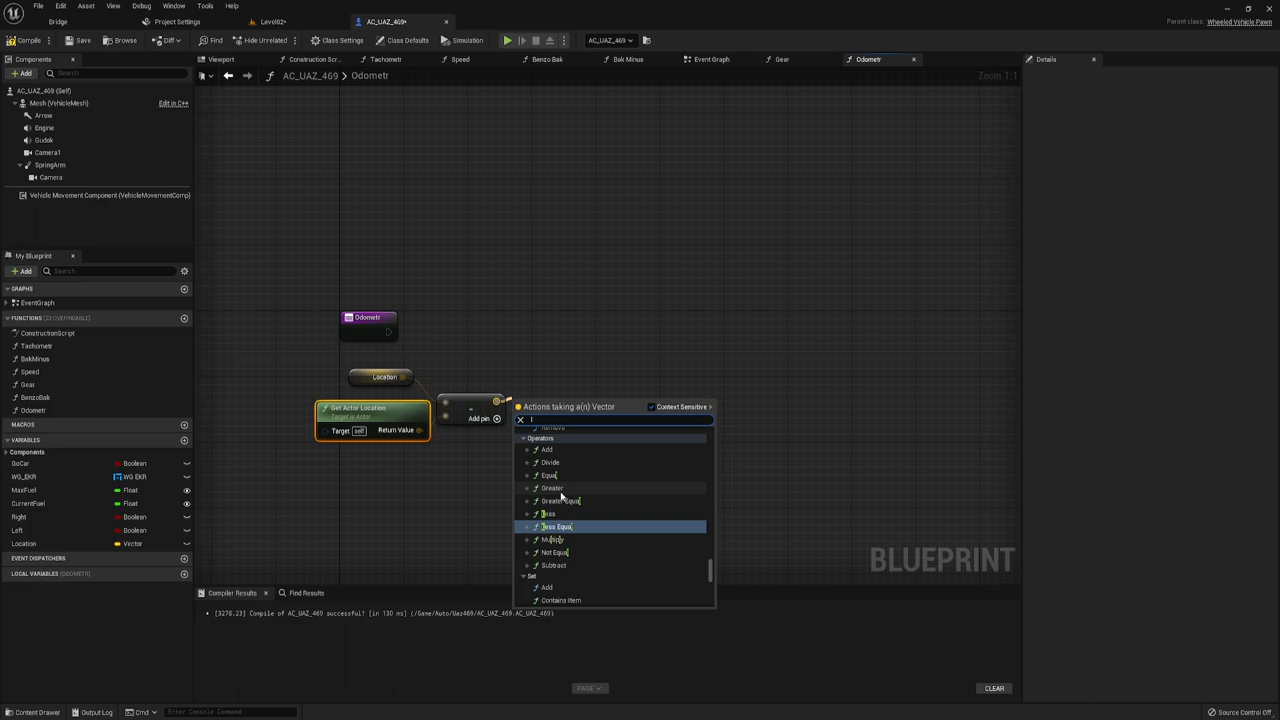 File Edit Asset View Debug Window Tools Help
Bridge Project Settings Level02* AC_UAZ_469* Parent class: Wheeled Vehicle Pawn
Compile Save Browse Diff Find Hide Unrelated Class Settings Class Defaults Simulation AC_UAZ_469
Components
Add Search
AC_UAZ_469 (Self)
Mesh (VehicleMesh) Edit in C++
Arrow
Engine
Gudok
Camera1
SpringArm
Camera
Vehicle Movement Component (VehicleMovementComp)
My Blueprint
Add Search
GRAPHS
EventGraph
FUNCTIONS (23 OVERRIDABLE)
ConstructionScript
Tachometr
BakMinus
Speed
Gear
BenzoBak
Odometr
MACROS
VARIABLES
Components
GoCar Boolean
WG_EKR WG EKR
MaxFuel Float
CurrentFuel Float
Right Boolean
Left Boolean
Location Vector
EVENT DISPATCHERS
LOCAL VARIABLES (ODOMETR)
Viewport Construction Scr... Tachometr Speed Benzo Bak Bak Minus Event Graph Gear Odometr
AC_UAZ_469 > Odometr Zoom 1:1
Odometr
Location
Get Actor Location
Target is Actor
Target self Return Value
-
Add pin
Actions taking a(n) Vector Context Sensitive
l
Remove
Operators
Add
Divide
Equal
Greater
Greater Equal
Less
Less Equal
Multiply
Not Equal
Subtract
Set
Add
Contains Item
BLUEPRINT
Compiler Results Find Results
[3278.23] Compile of AC_UAZ_469 successful! [in 130 ms] (/Game/Auto/Uaz469/AC_UAZ_469.AC_UAZ_469)
PAGE CLEAR
Details
Content Drawer Output Log Cmd Enter Console Command Source Control Off